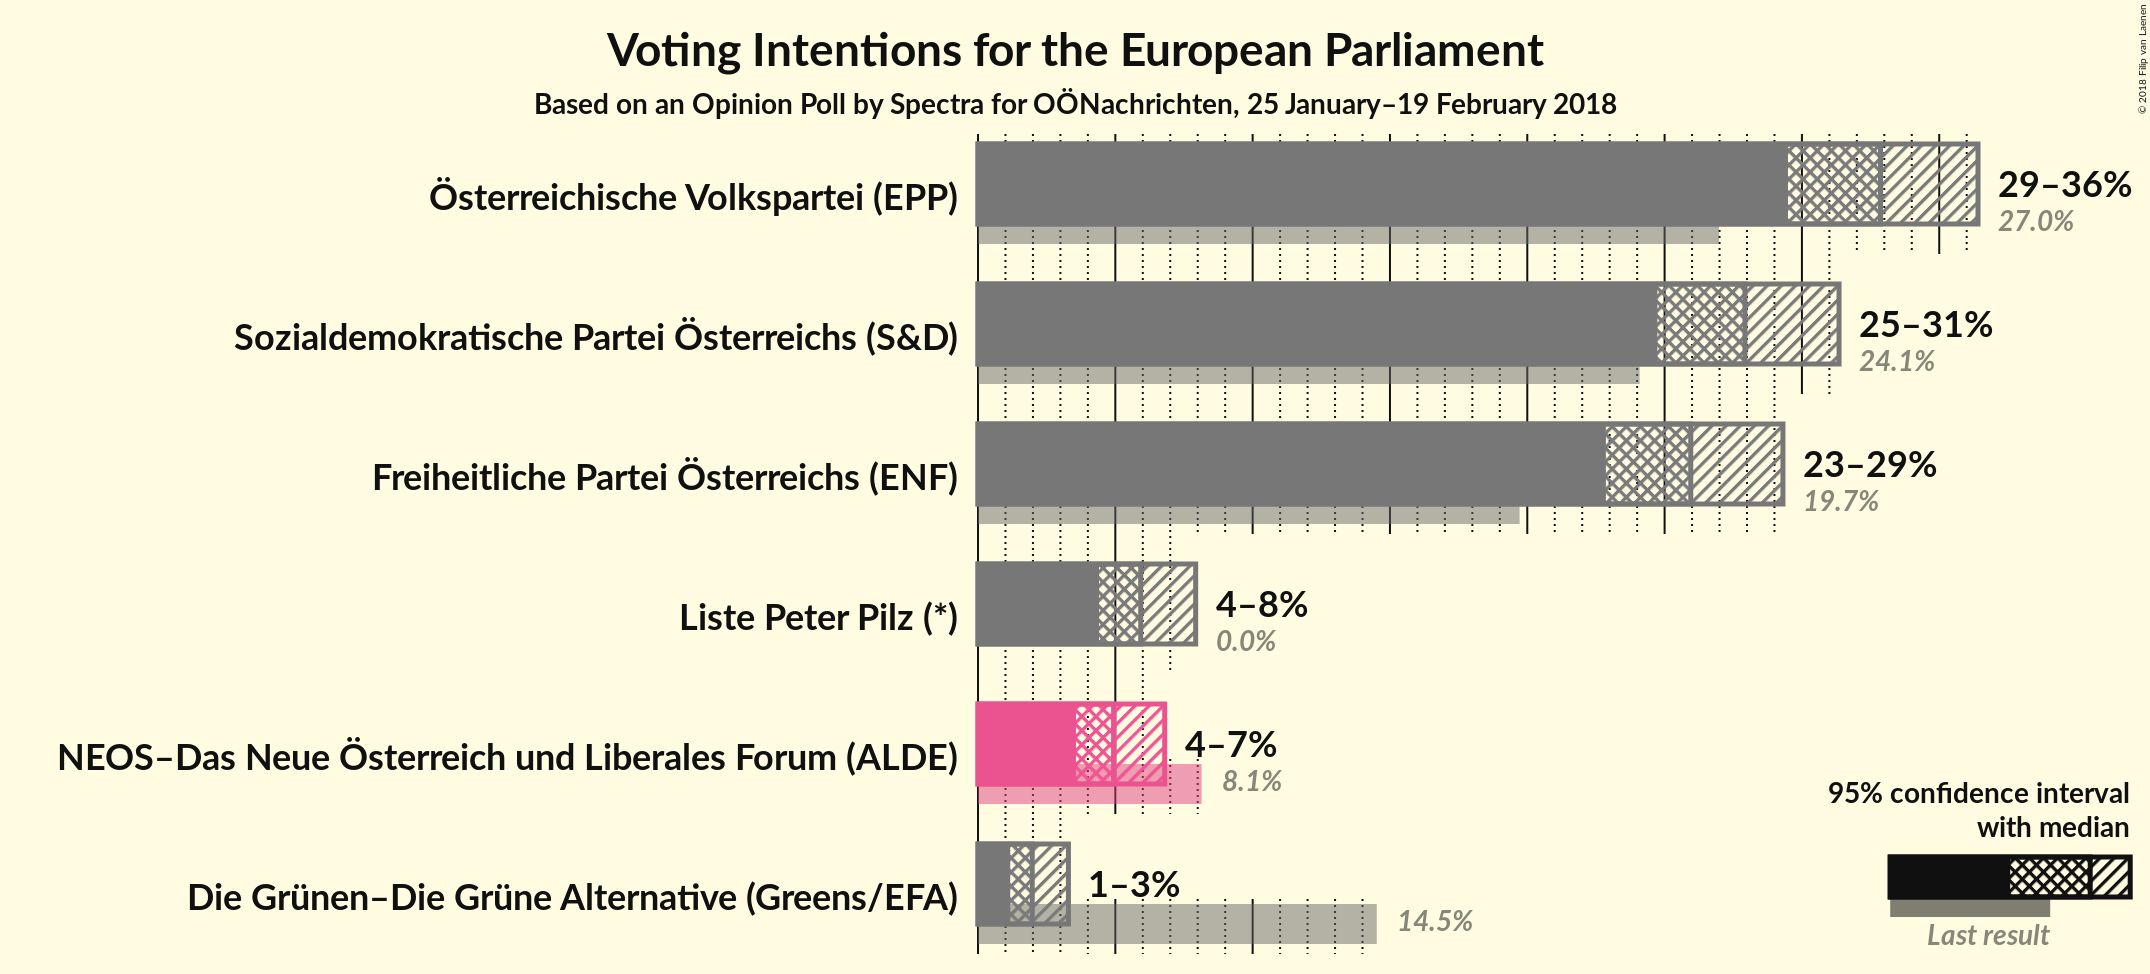 Voting Intentions for the European Parliament
Based on an Opinion Poll by Spectra for OÖNachrichten, 25 January–19 February 2018
© 2018 Filip van Laenen
Österreichische Volkspartei (EPP)
29–36%
27.0%
Sozialdemokratische Partei Österreichs (S&D)
25–31%
24.1%
Freiheitliche Partei Österreichs (ENF)
23–29%
19.7%
Liste Peter Pilz (*)
4–8%
0.0%
NEOS–Das Neue Österreich und Liberales Forum (ALDE)
4–7%
8.1%
Die Grünen–Die Grüne Alternative (Greens/EFA)
1–3%
14.5%
95% confidence interval
with median
Last result